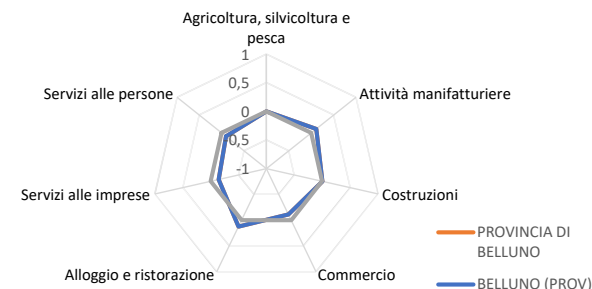 Agricoltura, silvicoltura e
pesca
1
0,5
0
-0,5
-1
Attività manifatturiere
Servizi alle persone
Servizi alle imprese
Costruzioni
Alloggio e ristorazione
Commercio
PROVINCIA DI
BELLUNO
BELLUNO (PROV)